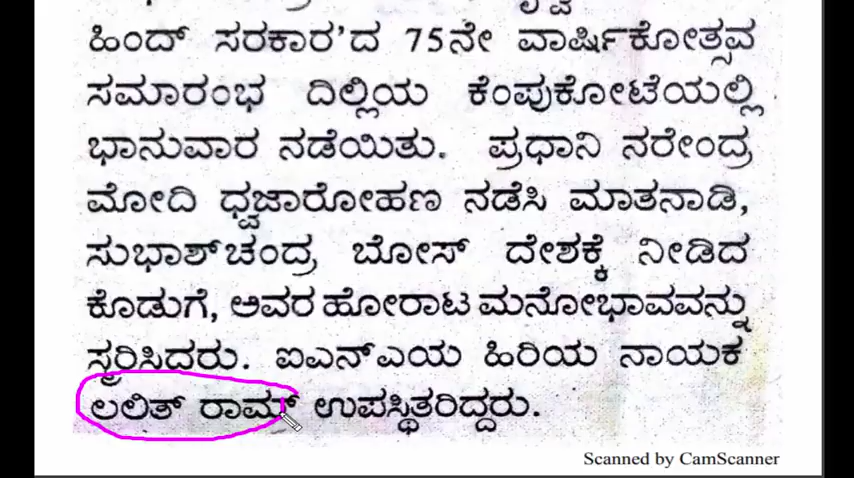 ಹಿಂದ್ ಸರಕಾರ'ದ 75ನೇ ವಾರ್ಷಿಕೋತ್ಸವ
ಸಮಾರಂಭ ದಿಲ್ಲಿಯ ಕೆಂಪುಕೋಟೆಯಲ್ಲಿ
ಭಾನುವಾರ ನಡೆಯಿತು. ಪ್ರಧಾನಿ ನರೇಂದ್ರ
ಮೋದಿ ಧ್ವಜಾರೋಹಣ ನಡೆಸಿ ಮಾತನಾಡಿ,
ಸುಭಾಶ್‌ಚಂದ್ರ ಬೋಸ್ ದೇಶಕ್ಕೆ ನೀಡಿದ
ಕೊಡುಗೆ, ಅವರ ಹೋರಾಟ ಮನೋಭಾವವನ್ನು
ಸ್ಮರಿಸಿದರು. ಐಎನ್‌ಎಯ ಹಿರಿಯ ನಾಯಕ
ಲಲಿತ್ ರಾಮ್ ಉಪಸ್ಥಿತರಿದ್ದರು.
Scanned by CamScanner